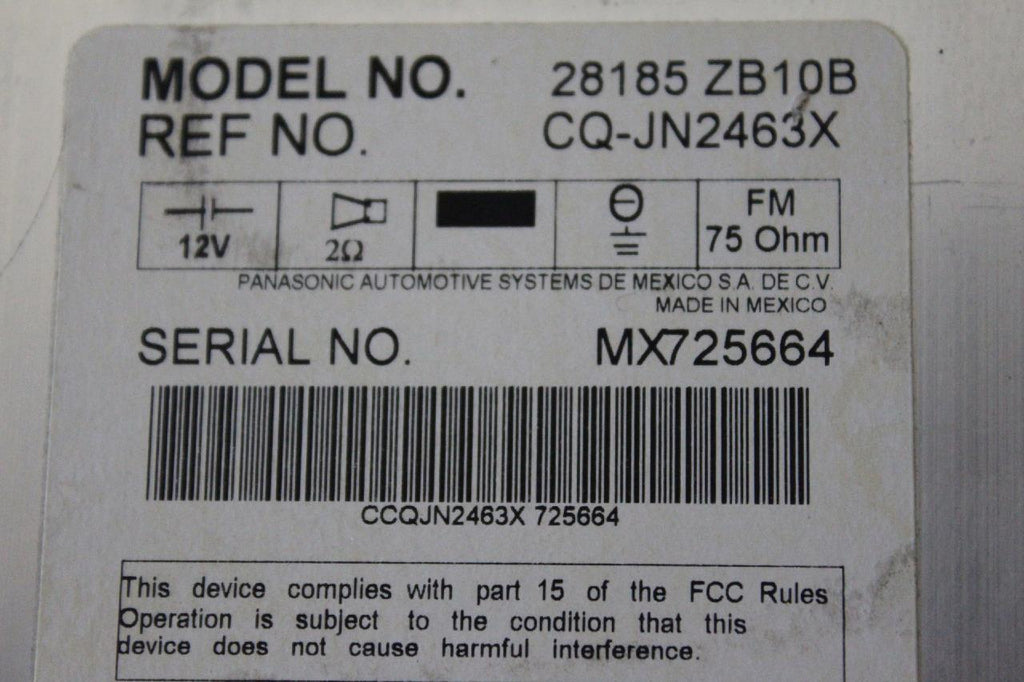 MODEL NO. 28185 ZB10B
REF NO. CQ-JN2463X
12V 2Ω FM
75 Ohm
PANASONIC AUTOMOTIVE SYSTEMS DE MEXICO S.A. DE C.V.
MADE IN MEXICO
SERIAL NO. MX725664
CCQJN2463X 725664
This device complies with part 15 of the FCC Rules
Operation is subject to the condition that this
device does not cause harmful interference.